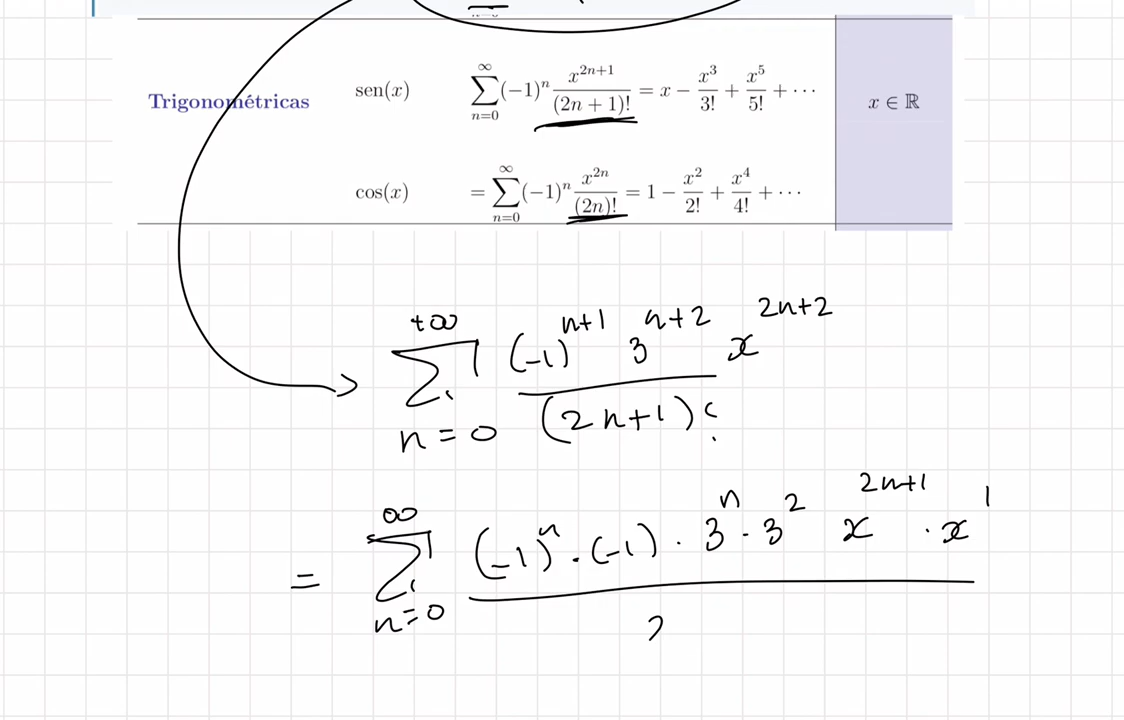 sen(x) ∑_{n=0}^{∞} (−1)^n x^{2n+1}/(2n + 1)! = x − x^3/3! + x^5/5! + ···
Trigonométricas x ∈ ℝ
cos(x) = ∑_{n=0}^{∞} (−1)^n x^{2n}/(2n)! = 1 − x^2/2! + x^4/4! + ···
∑_{n=0}^{+∞} (-1)^{n+1} 3^{n+2} x^{2n+2} / (2n+1)!
= ∑_{n=0}^{∞} (-1)^n · (-1) · 3^n · 3^2 x^{2n+1} · x^1